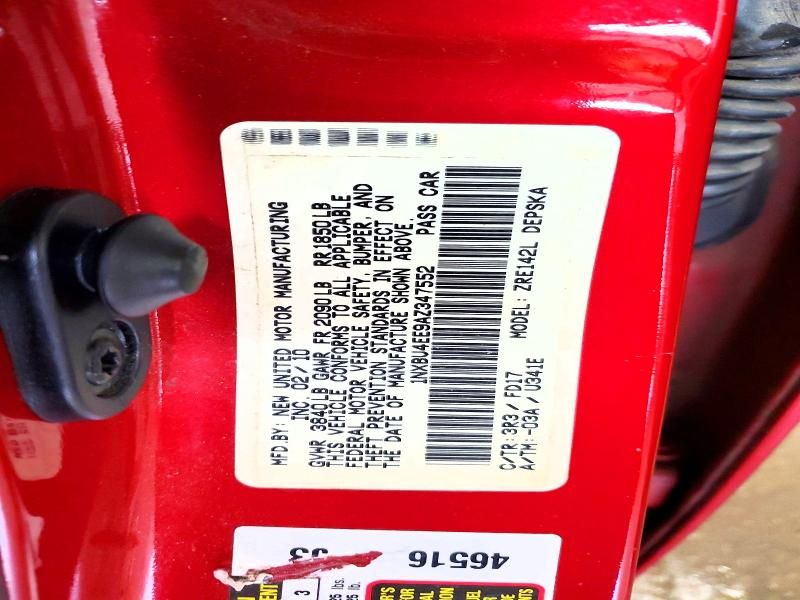 MFD BY: NEW UNITED MOTOR MANUFACTURING
INC. 02/10
GVWR 3840LB GAWR FR 2090LB RR1850LB
THIS VEHICLE CONFORMS TO ALL APPLICABLE
FEDERAL MOTOR VEHICLE SAFETY, BUMPER, AND
THEFT PREVENTION STANDARDS IN EFFECT ON
THE DATE OF MANUFACTURE SHOWN ABOVE.
1NXBU4EE9AZ347552 PASS CAR
C/TR:3R3/FD17 MODEL: ZRE142L DEPSKA
A/TM:-03A/U341E
46516
3